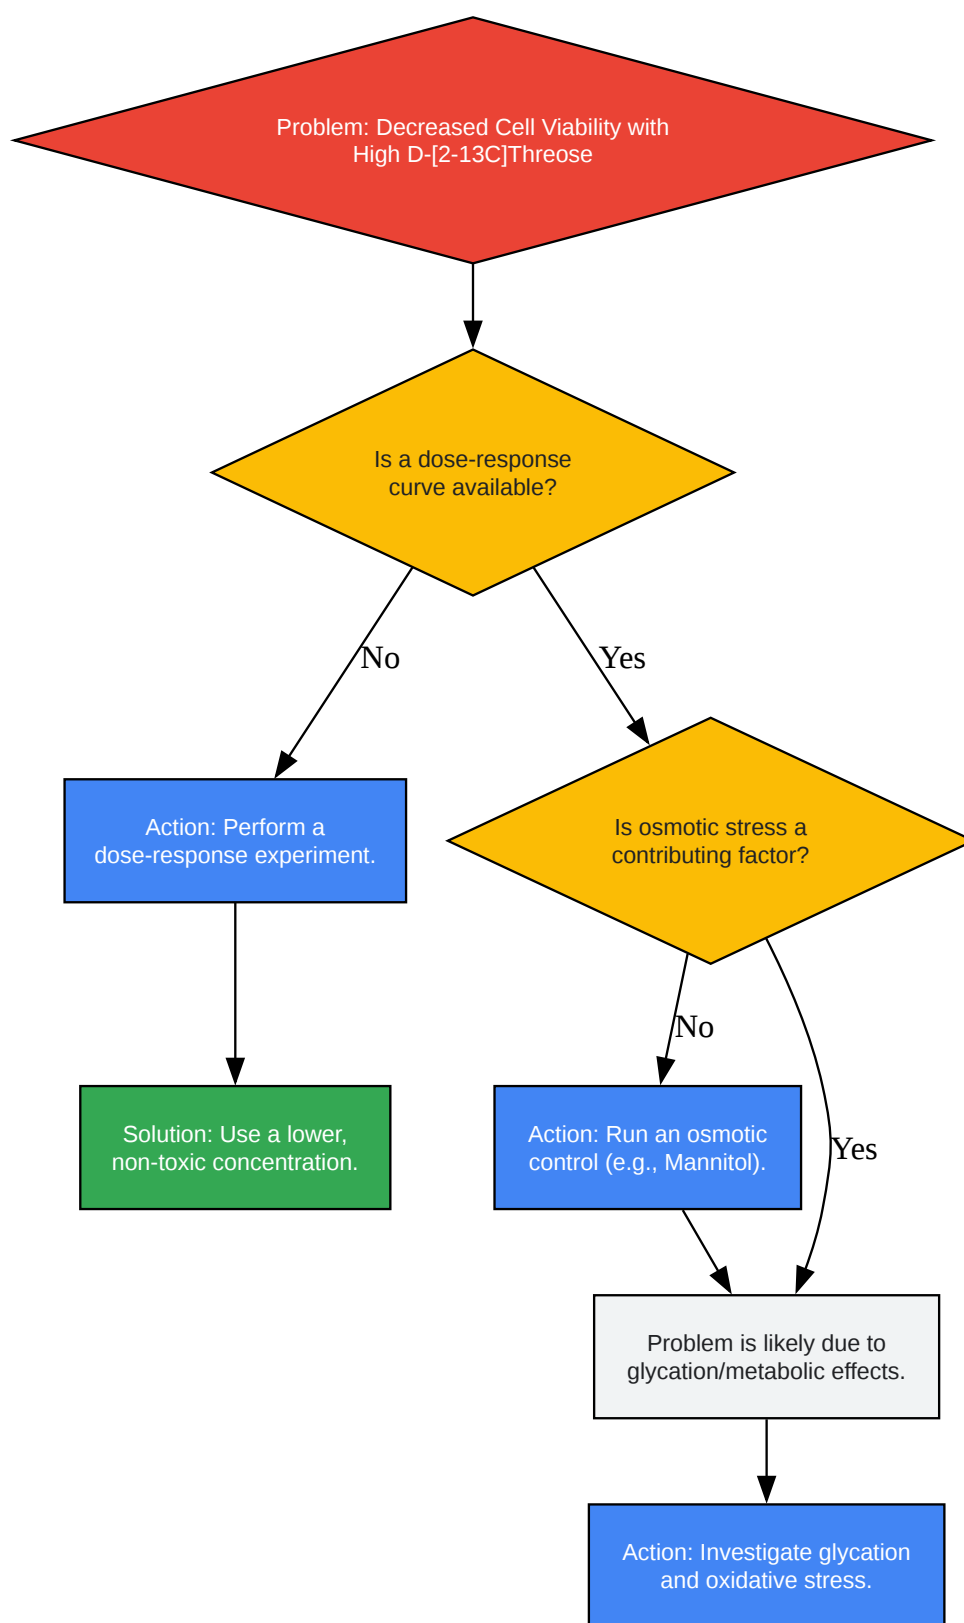 Problem: Decreased Cell Viability with
High D-[2-13C]Threose
Is a dose-response
curve available?
No
Yes
Action: Perform a
dose-response experiment.
Is osmotic stress a
contributing factor?
No
Solution: Use a lower,
non-toxic concentration.
Action: Run an osmotic
control (e.g., Mannitol).
Yes
Problem is likely due to
glycation/metabolic effects.
Action: Investigate glycation
and oxidative stress.